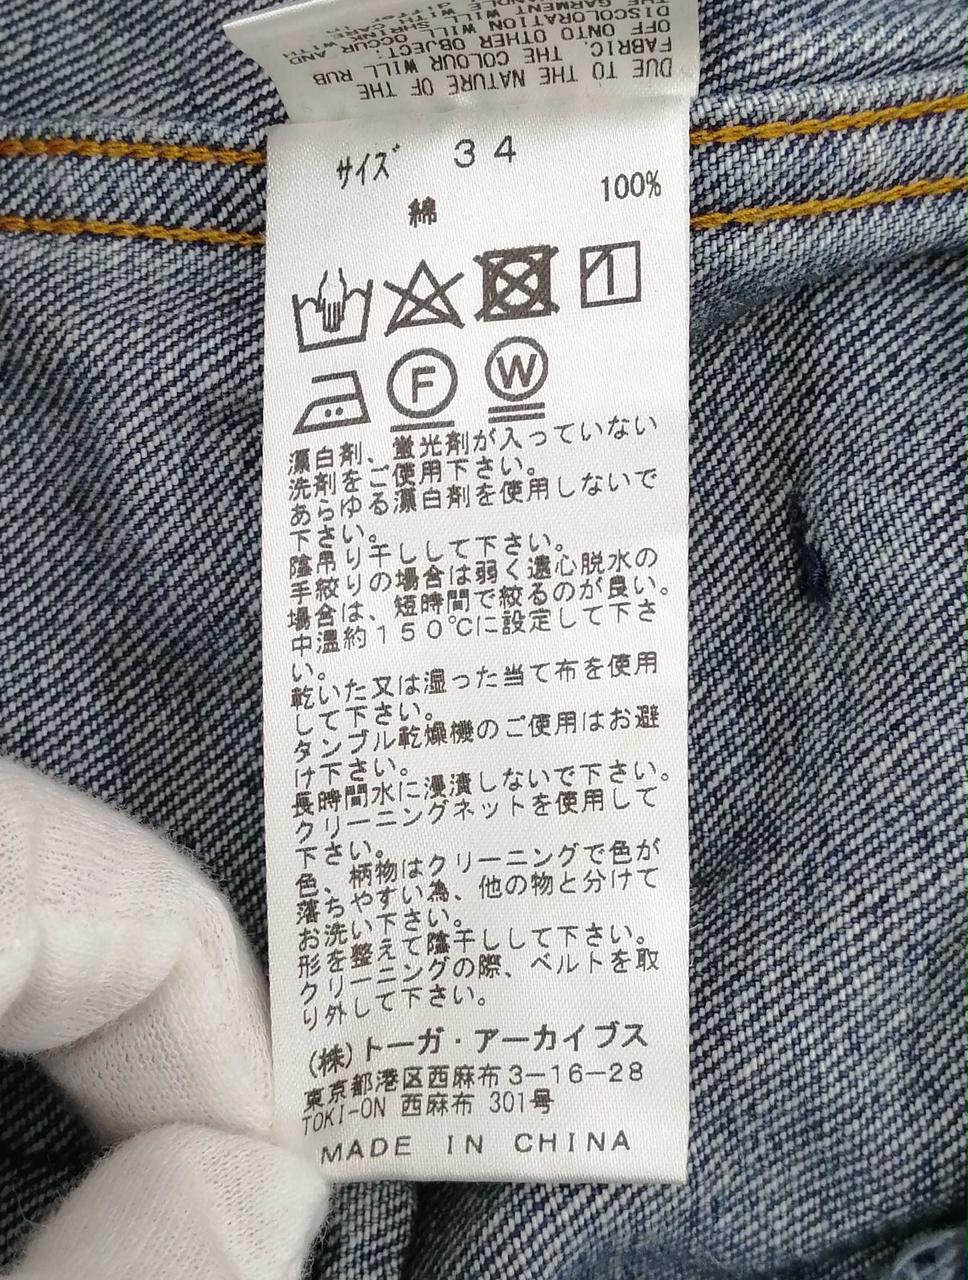 DUE TO THE NATURE OF THE
FABRIC, THE COLOUR WILL RUB
OFF ONTO OTHER OBJECT.
DISCOLORATION WILL OCCUR AND
THE GARMENT WILL SHRINK
サイズ 34
綿 100%
F W
漂白剤、蛍光剤が入っていない
洗剤をご使用下さい。
あらゆる漂白剤を使用しないで
下さい。
陰吊り干しして下さい。
手絞りの場合は弱く遠心脱水の
場合は、短時間で絞るのが良い。
中温約150℃に設定して下さ
い。
乾いた又は湿った当て布を使用
して下さい。
タンブル乾燥機のご使用はお避
け下さい。
長時間水に浸漬しないで下さい。
クリーニングネットを使用して
下さい。
色、柄物はクリーニングで色が
落ちやすい為、他の物と分けて
お洗い下さい。
形を整えて陰干しして下さい。
クリーニングの際、ベルトを取
り外して下さい。
(株)トーガ・アーカイブス
東京都港区西麻布3-16-28
TOKI-ON 西麻布 301号
MADE IN CHINA